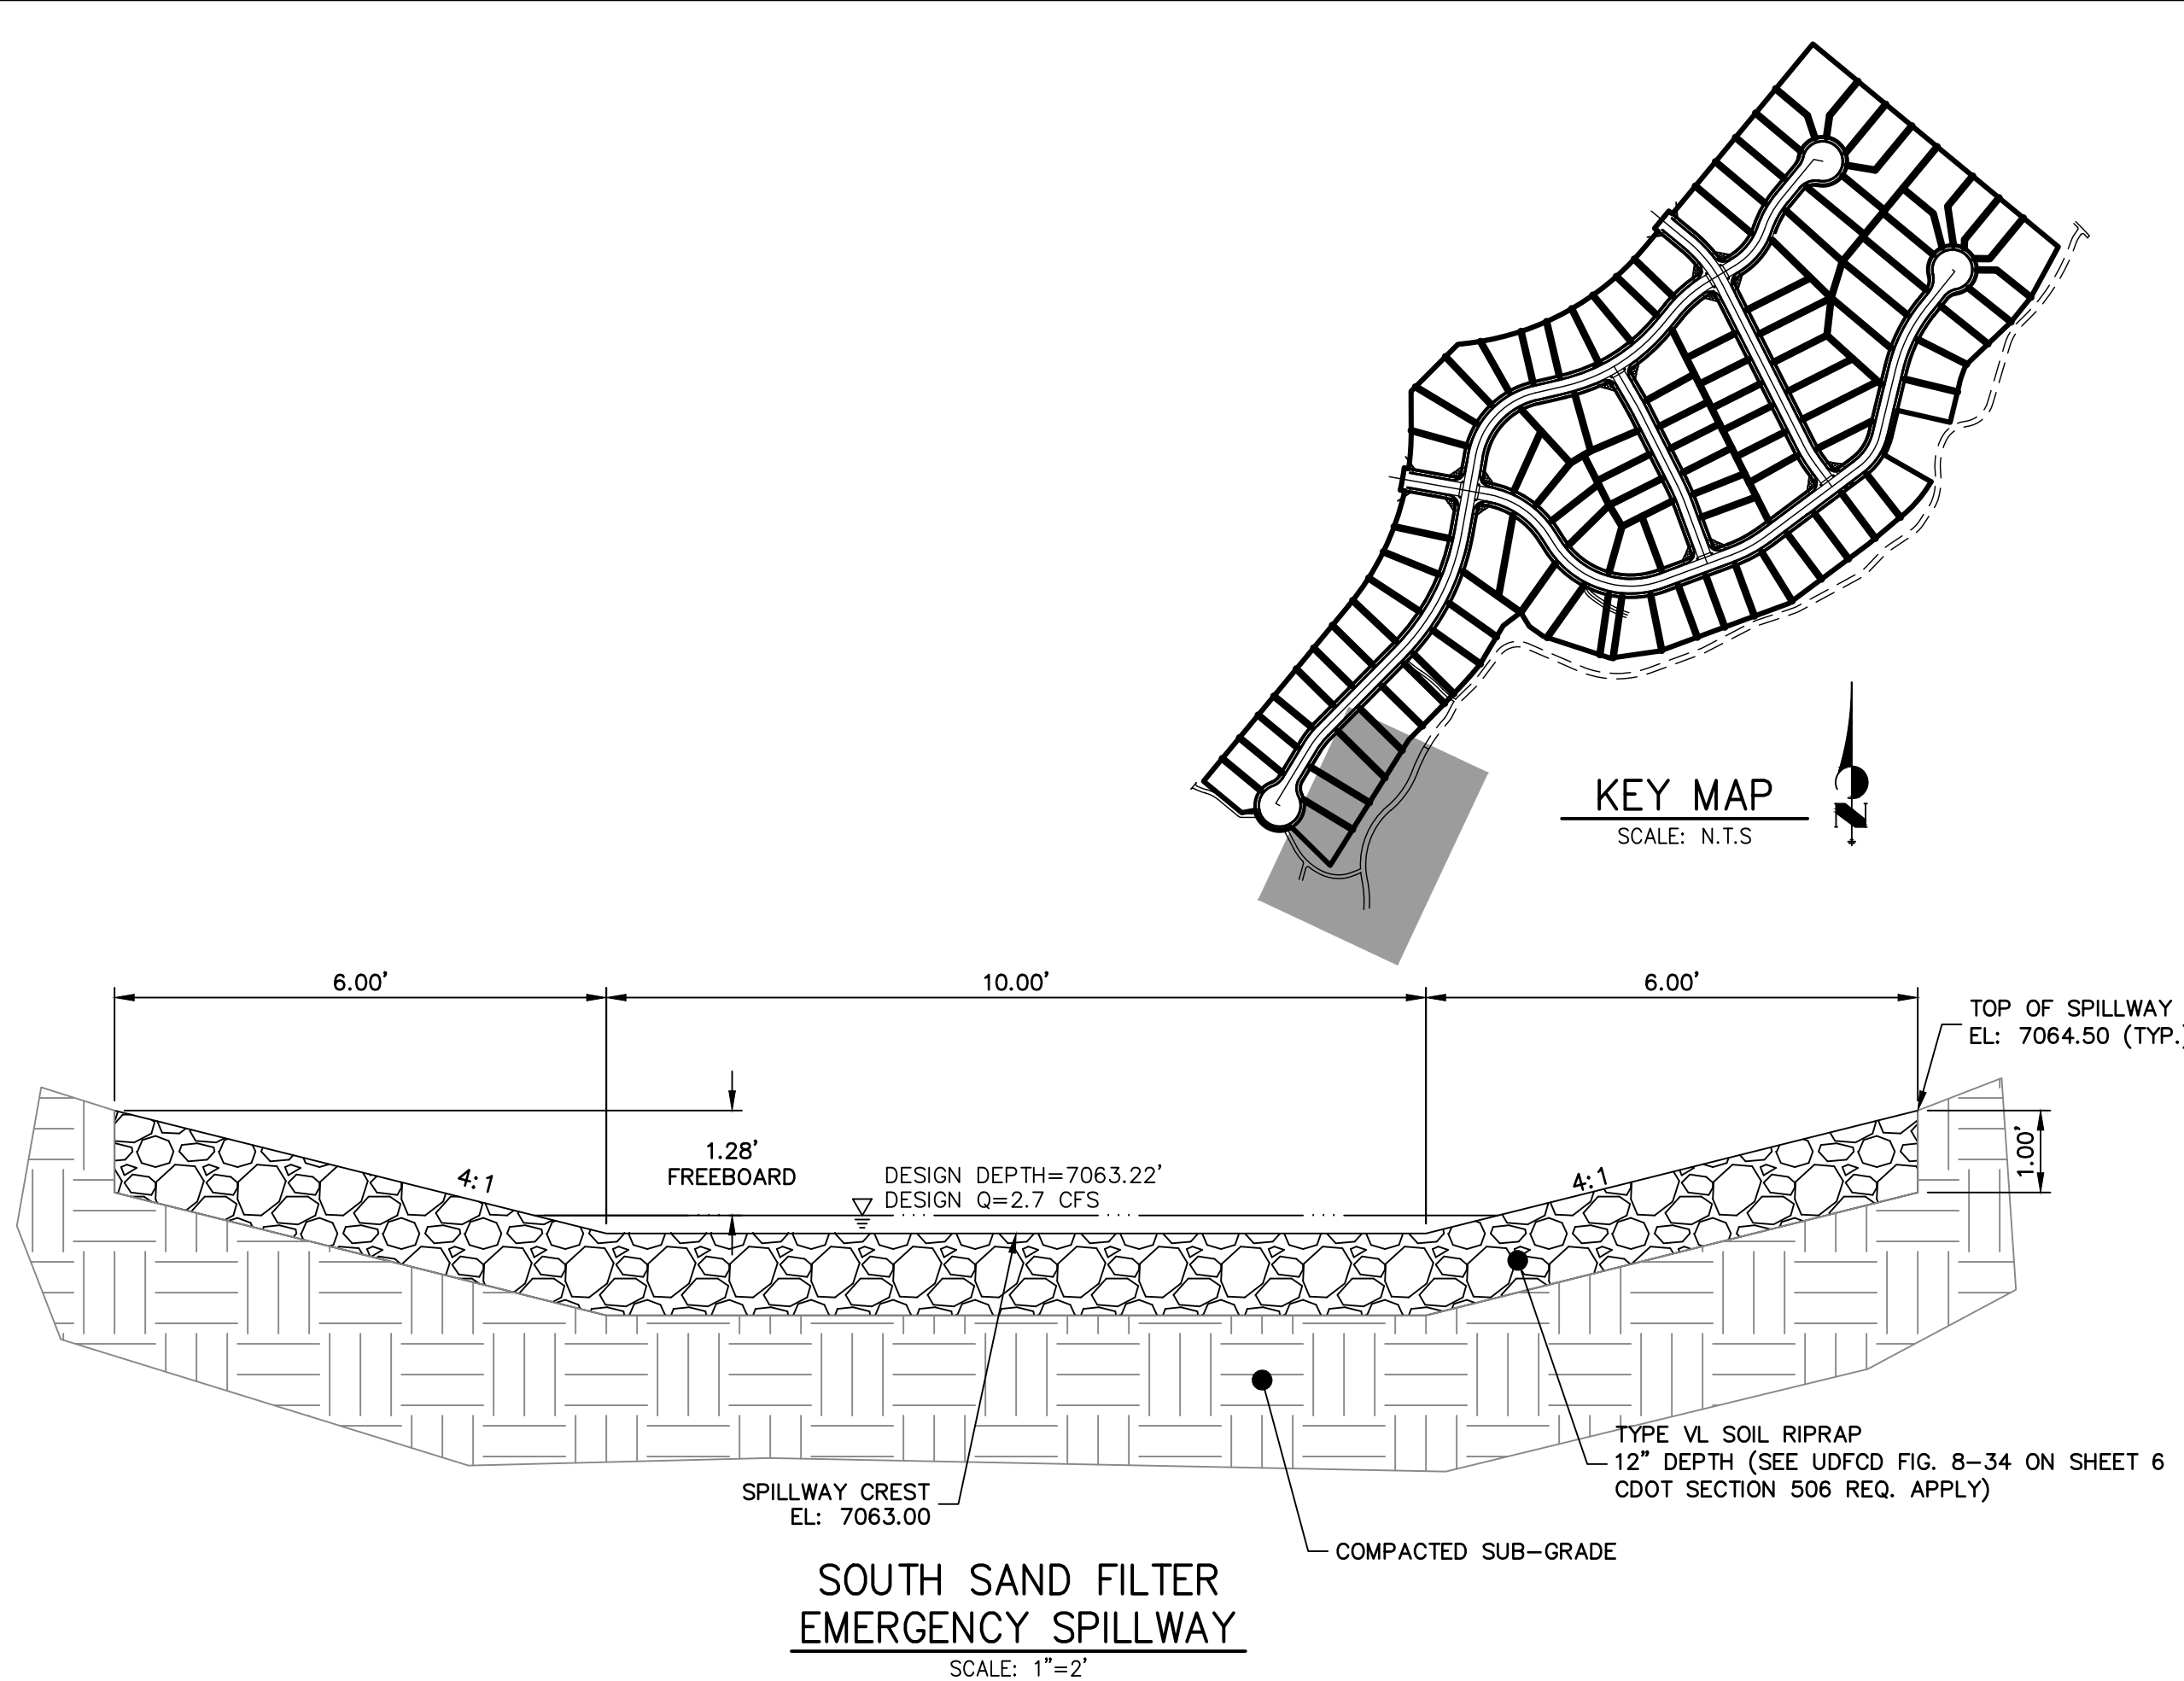 KEY MAP
SCALE: N.T.S
N
6.00'
10.00'
6.00'
TOP OF SPILLWAY
EL: 7064.50 (TYP.)
1.28'
FREEBOARD
4:1
DESIGN DEPTH=7063.22'
DESIGN Q=2.7 CFS
4:1
1.00'
TYPE VL SOIL RIPRAP
12" DEPTH (SEE UDFCD FIG. 8-34 ON SHEET 6
CDOT SECTION 506 REQ. APPLY)
SPILLWAY CREST
EL: 7063.00
COMPACTED SUB-GRADE
SOUTH SAND FILTER
EMERGENCY SPILLWAY
SCALE: 1"=2'